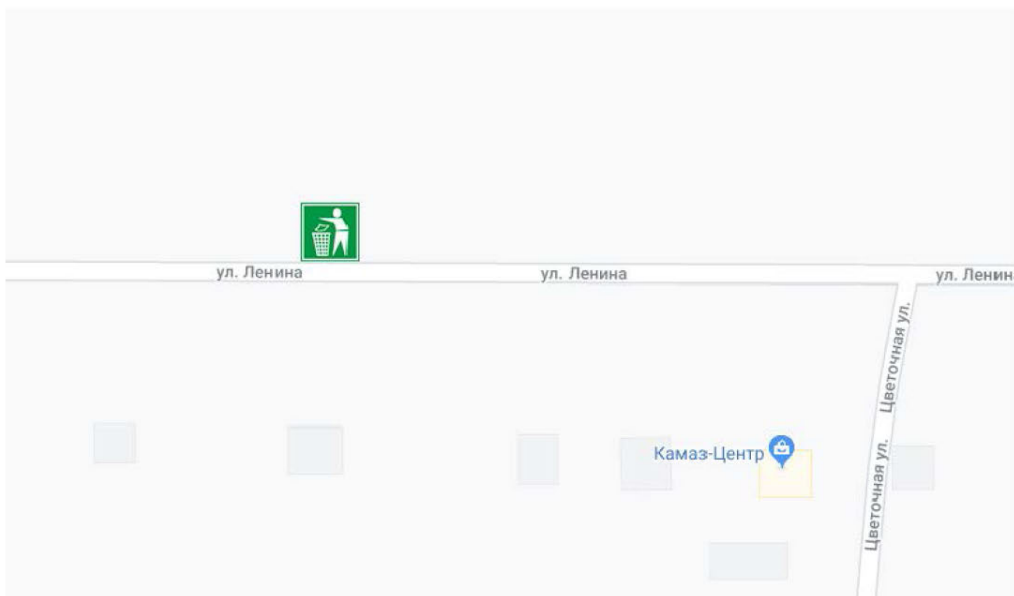 ул. Ленина
ул. Ленина
ул. Ленин
Цветочная ул.
Камаз-Центр
Цветочная ул.